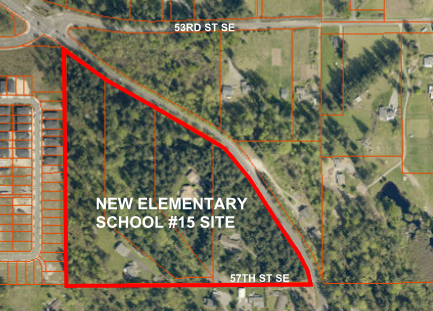 53RD ST SE
NEW ELEMENTARY
SCHOOL #15 SITE
57TH ST SE